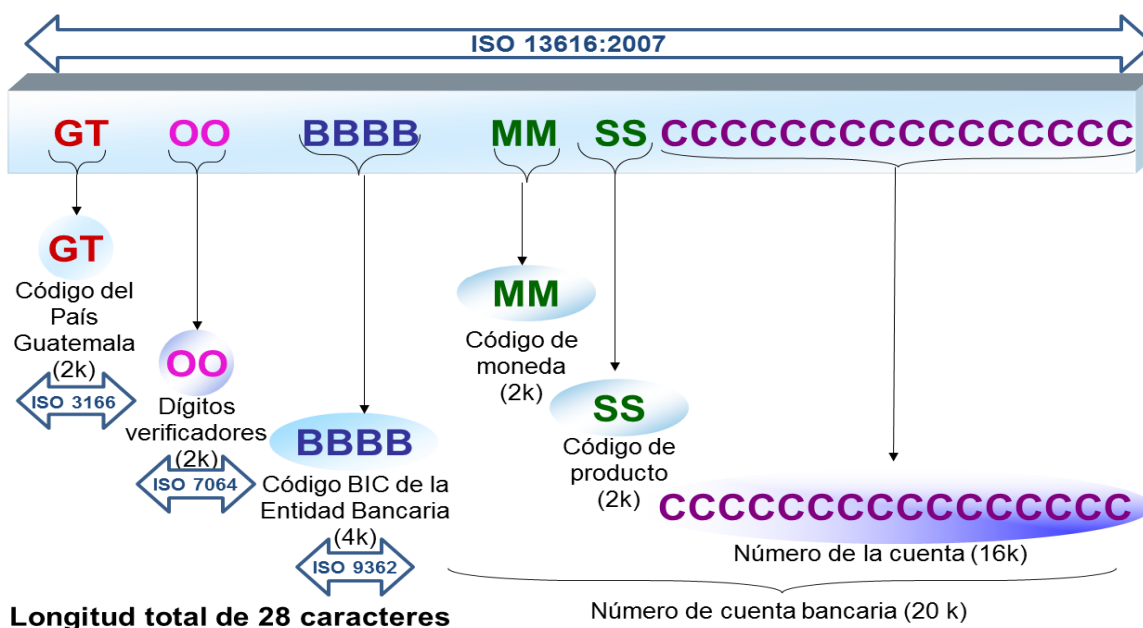 ISO 13616:2007
GT OO BBBB MM SS CCCCCCCCCCCCCCCC
GT
Código del
País
Guatemala
(2k)
ISO 3166
OO
Dígitos
verificadores
(2k)
ISO 7064
BBBB
Código BIC de la
Entidad Bancaria
(4k)
ISO 9362
MM
Código de
moneda
(2k)
SS
Código de
producto
(2k)
CCCCCCCCCCCCCCCC
Número de la cuenta (16k)
Número de cuenta bancaria (20 k)
Longitud total de 28 caracteres